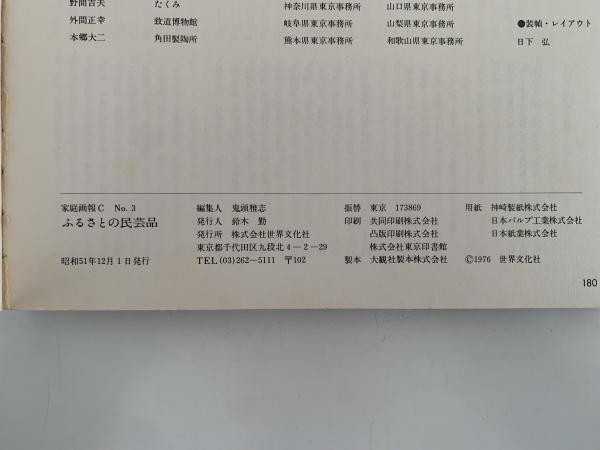 野間吉夫　たくみ　神奈川県東京事務所　山口県東京事務所
外間正幸　致道博物館　岐阜県東京事務所　山梨県東京事務所　●装幀・レイアウト
本郷大二　角田製陶所　熊本県東京事務所　和歌山県東京事務所　日下　弘
家庭画報C　No. 3
ふるさとの民芸品
昭和51年12月1日発行
編集人　鬼頭雅志
発行人　鈴木　勤
発行所　株式会社世界文化社
東京都千代田区九段北4－2－29
TEL (03)262―5111　〒102
振替　東京　173869
印刷　共同印刷株式会社
凸版印刷株式会社
株式会社東京印書館
製本　大観社製本株式会社
用紙　神崎製紙株式会社
日本パルプ工業株式会社
日本紙業株式会社
©1976　世界文化社
180